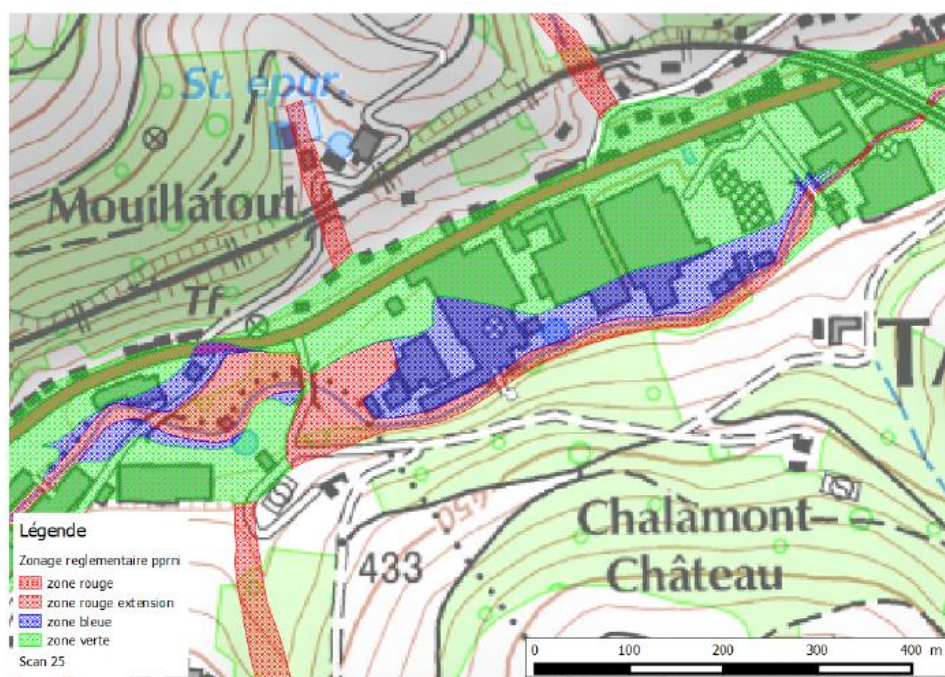 St. epur.
Mouillatout
Tf.
T
450
Chalamont
Château
433
Légende
Zonage reglementaire pprni
zone rouge
zone rouge extension
zone bleue
zone verte
Scan 25
0 100 200 300 400 m